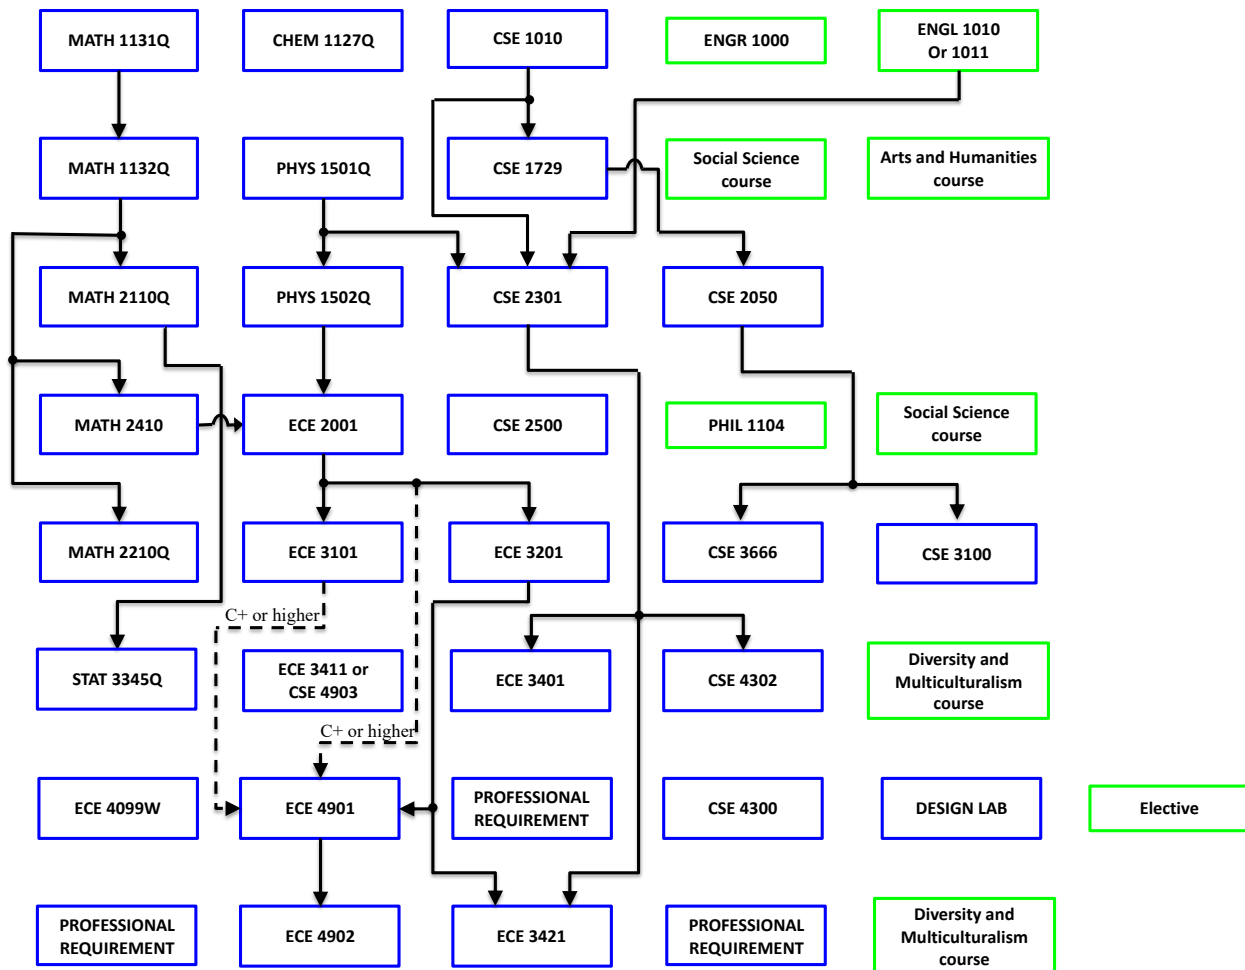 MATH 1131Q
CHEM 1127Q
CSE 1010
ENGR 1000
ENGL 1010
Or 1011
MATH 1132Q
PHYS 1501Q
CSE 1729
Social Science
course
Arts and Humanities
course
MATH 2110Q
PHYS 1502Q
CSE 2301
CSE 2050
MATH 2410
ECE 2001
CSE 2500
PHIL 1104
Social Science
course
MATH 2210Q
ECE 3101
ECE 3201
CSE 3666
CSE 3100
C+ or higher
STAT 3345Q
ECE 3411 or
CSE 4903
ECE 3401
CSE 4302
Diversity and
Multiculturalism
course
C+ or higher
ECE 4099W
ECE 4901
PROFESSIONAL
REQUIREMENT
CSE 4300
DESIGN LAB
Elective
PROFESSIONAL
REQUIREMENT
ECE 4902
ECE 3421
PROFESSIONAL
REQUIREMENT
Diversity and
Multiculturalism
course